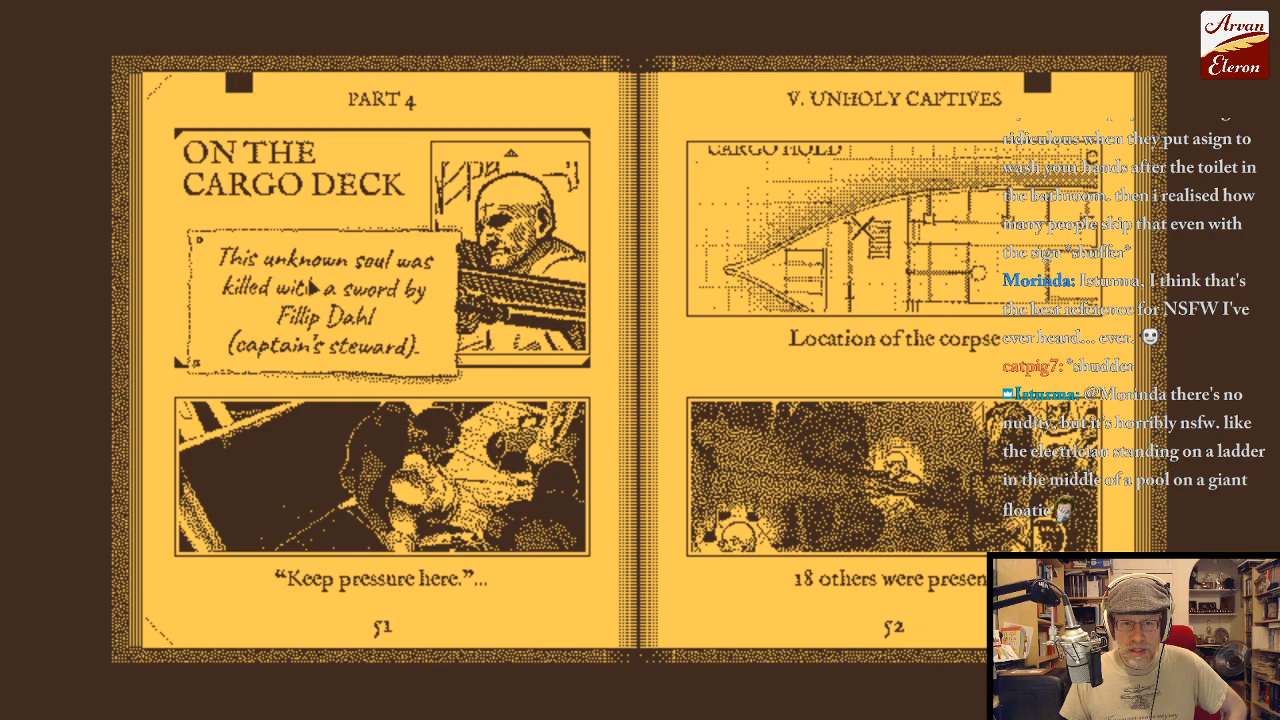 Arvan
Eleron
PART 4
ON THE
CARGO DECK
This unknown soul was
killed with a sword by
Fillip Dahl
(captain's steward).
"Keep pressure here."...
51
V. UNHOLY CAPTIVES
CARGO HOLD
Location of the corpse
18 others were presen
52
ridiculous when they put asign to
wash yout hands after the toilet in
the bathroom. then i realised how
many people skip that even with
the sign *shuffer*
Morinda: Isturma, I think that's
the best reference for NSFW I've
ever heard... ever.
catpig7: *shudder
Isturma: @Morinda there's no
nudity, but it's horribly nsfw. like
the electrician standing on a ladder
in the middle of a pool on a giant
floatie